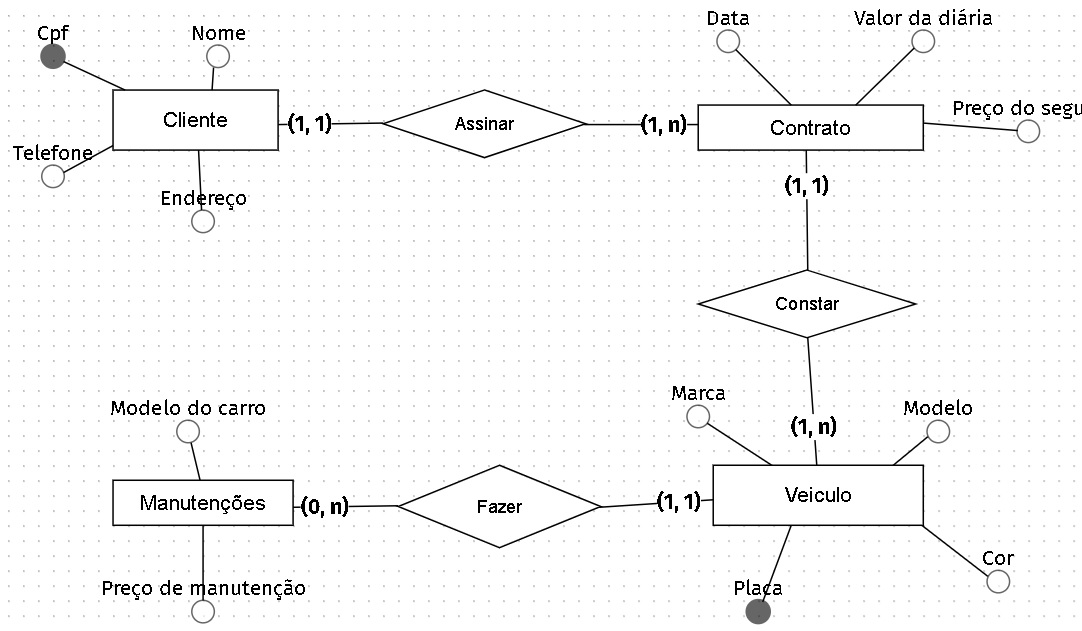 Cpf
Nome
Data
Valor da diária
Cliente
(1, 1)
Assinar
(1, n)
Contrato
Preço do segu
Telefone
Endereço
(1, 1)
Constar
Marca
Modelo
(1, n)
Modelo do carro
Manutenções
(0, n)
Fazer
(1, 1)
Veiculo
Cor
Placa
Preço de manutenção